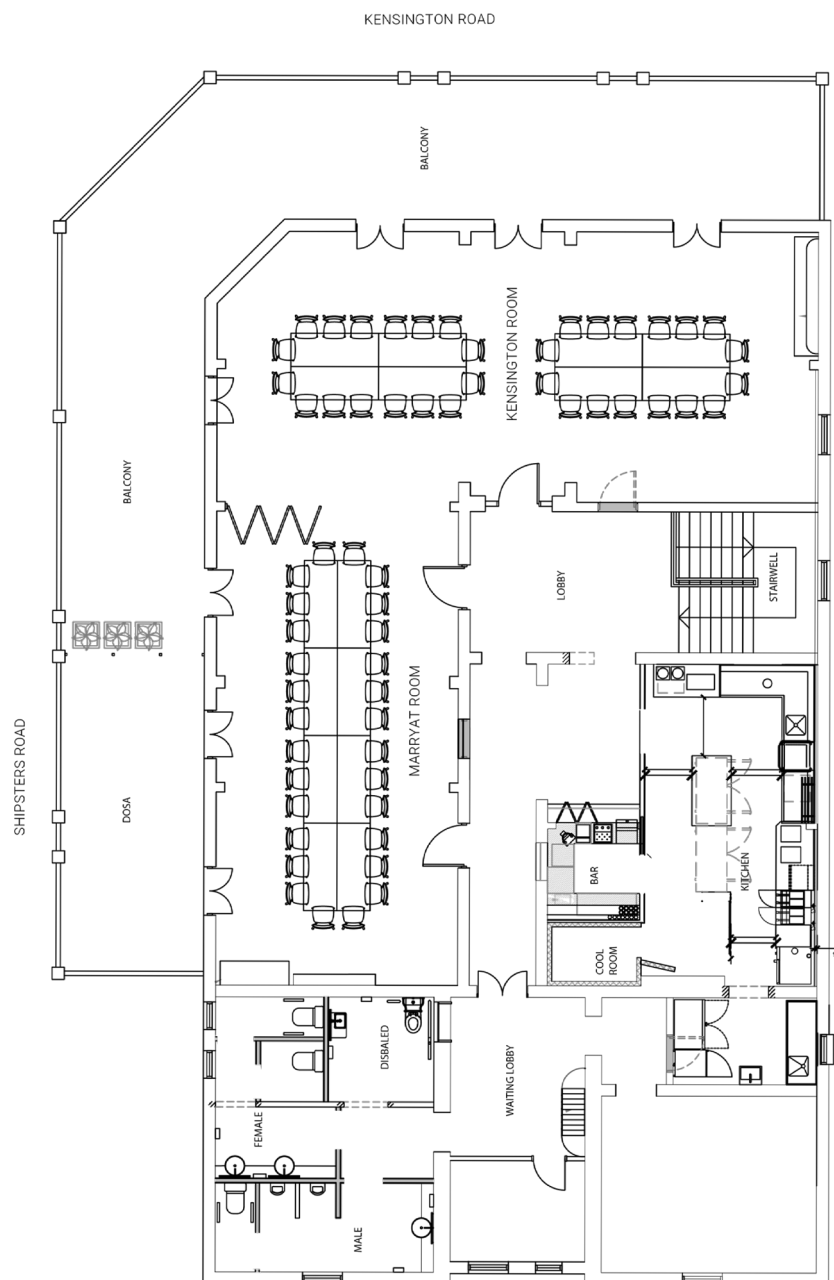 KENSINGTON ROAD
BALCONY
KENSINGTON ROOM
BALCONY
LOBBY
STAIRWELL
MARRYAT ROOM
SHIPSTERS ROAD
DOSA
BAR
KITCHEN
COOL
ROOM
DISBALED
WAITING LOBBY
FEMALE
MALE